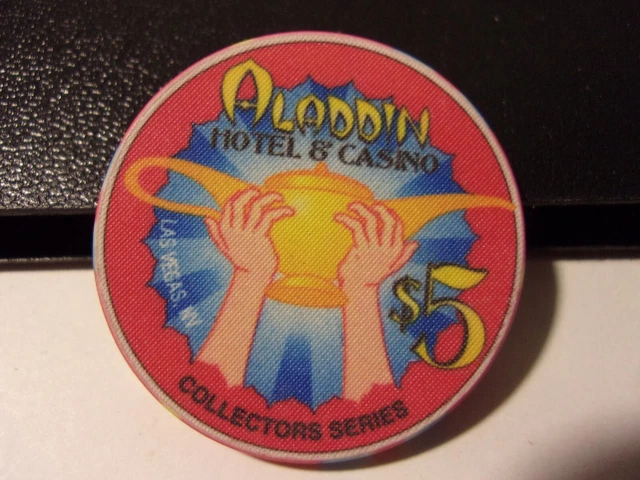 ALADDIN
HOTEL & CASINO
LAS VEGAS, NV
$5
COLLECTORS SERIES